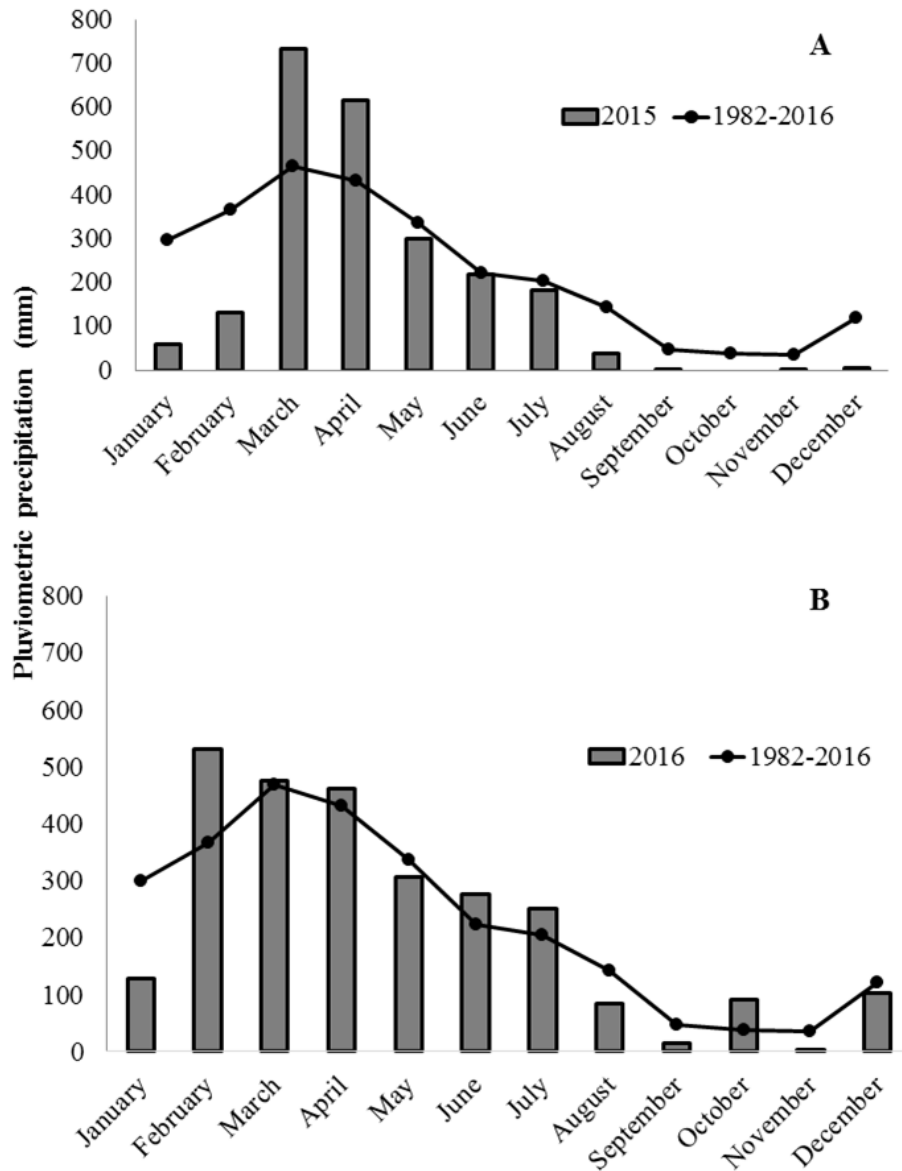 Pluviometric precipitation (mm)
A
800
700
600
500
400
300
200
100
0
2015
1982-2016
January
February
March
April
May
June
July
August
September
October
November
December
B
800
700
600
500
400
300
200
100
0
2016
1982-2016
January
February
March
April
May
June
July
August
September
October
November
December